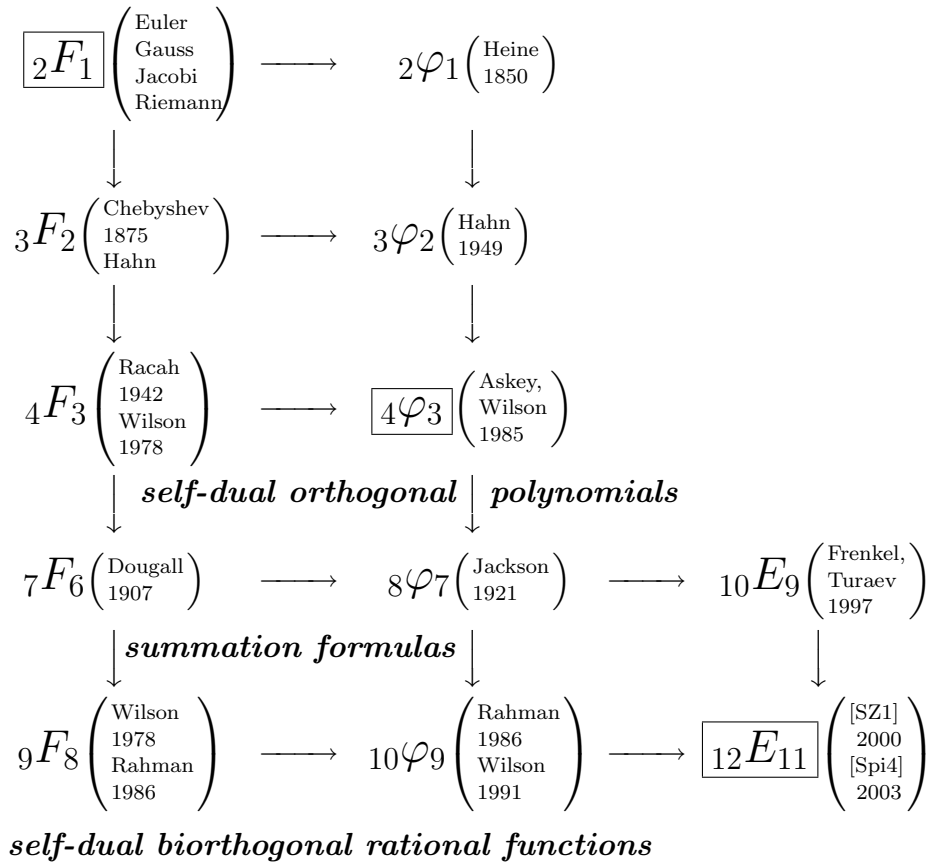 ₂F₁ ( Euler
Gauss
Jacobi
Riemann )
₂φ₁ ( Heine
1850 )
₃F₂ ( Chebyshev
1875
Hahn )
₃φ₂ ( Hahn
1949 )
₄F₃ ( Racah
1942
Wilson
1978 )
₄φ₃ ( Askey,
Wilson
1985 )
self-dual orthogonal polynomials
₇F₆ ( Dougall
1907 )
₈φ₇ ( Jackson
1921 )
₁₀E₉ ( Frenkel,
Turaev
1997 )
summation formulas
₉F₈ ( Wilson
1978
Rahman
1986 )
₁₀φ₉ ( Rahman
1986
Wilson
1991 )
₁₂E₁₁ ( [SZ1]
2000
[Spi4]
2003 )
self-dual biorthogonal rational functions